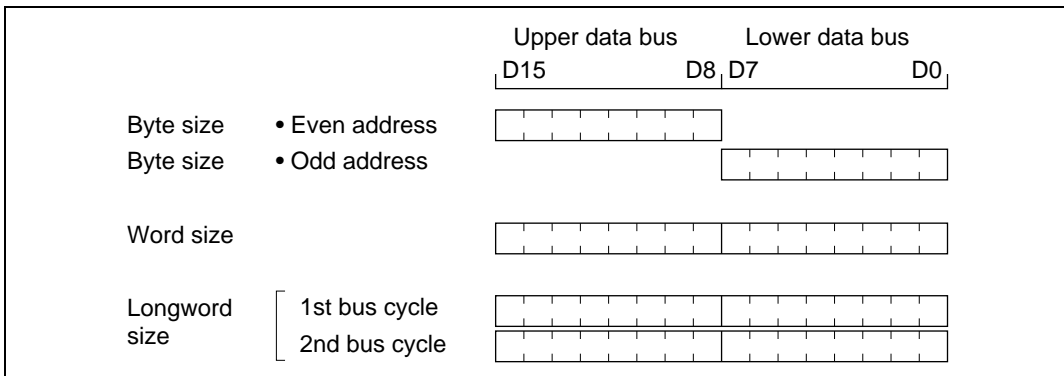 Upper data bus Lower data bus
D15 D8 D7 D0
Byte size • Even address
Byte size • Odd address
Word size
Longword size 1st bus cycle
2nd bus cycle